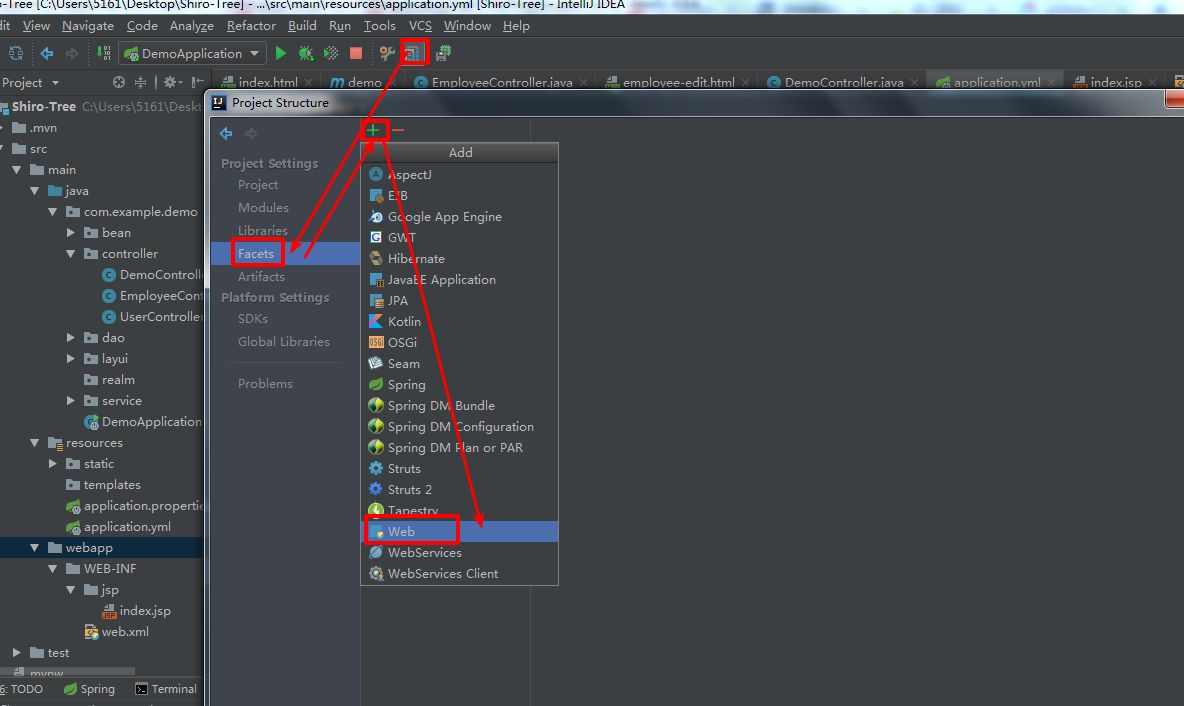 o-Tree [C:\Users\5161\Desktop\Shiro-Tree] - ...\src\main\resources\application.yml [Shiro-Tree] - IntelliJ IDEA
dit View Navigate Code Analyze Refactor Build Run Tools VCS Window Help
DemoApplication
Project
index.html demo EmployeeController.java employee-edit.html DemoController.java application.yml index.jsp
Shiro-Tree C:\Users\5161\Deskt
.mvn
src
main
java
com.example.demo
bean
controller
DemoControll
EmployeeCont
UserController
dao
layui
realm
service
DemoApplication
resources
static
templates
application.propertie
application.yml
webapp
WEB-INF
jsp
index.jsp
web.xml
test
mvnw
6: TODO Spring Terminal
Project Structure
Project Settings
Project
Modules
Libraries
Facets
Artifacts
Platform Settings
SDKs
Global Libraries
Problems
Add
AspectJ
EJB
Google App Engine
GWT
Hibernate
JavaEE Application
JPA
Kotlin
OSGi
Seam
Spring
Spring DM Bundle
Spring DM Configuration
Spring DM Plan or PAR
Struts
Struts 2
Tapestry
Web
WebServices
WebServices Client